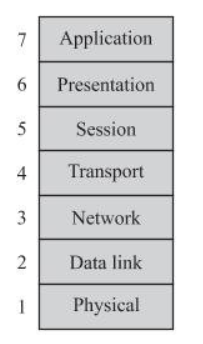 7 Application
6 Presentation
5 Session
4 Transport
3 Network
2 Data link
1 Physical